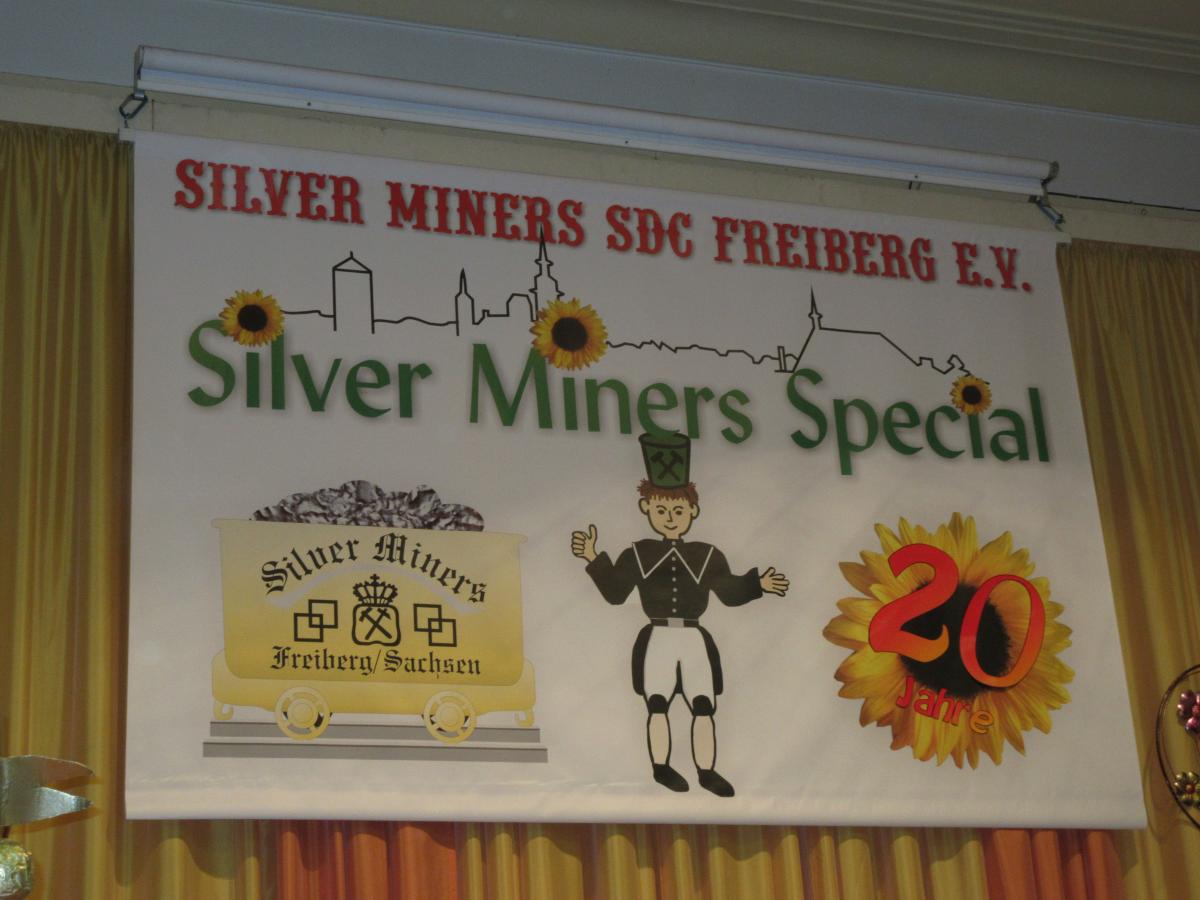 SILVER MINERS SDC FREIBERG E.V.
Silver Miners Special
Silver Miners
Freiberg/Sachsen
20
Jahre